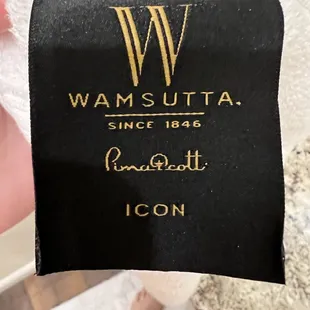 W
WAMSUTTA.
SINCE 1846
PimaCott
ICON